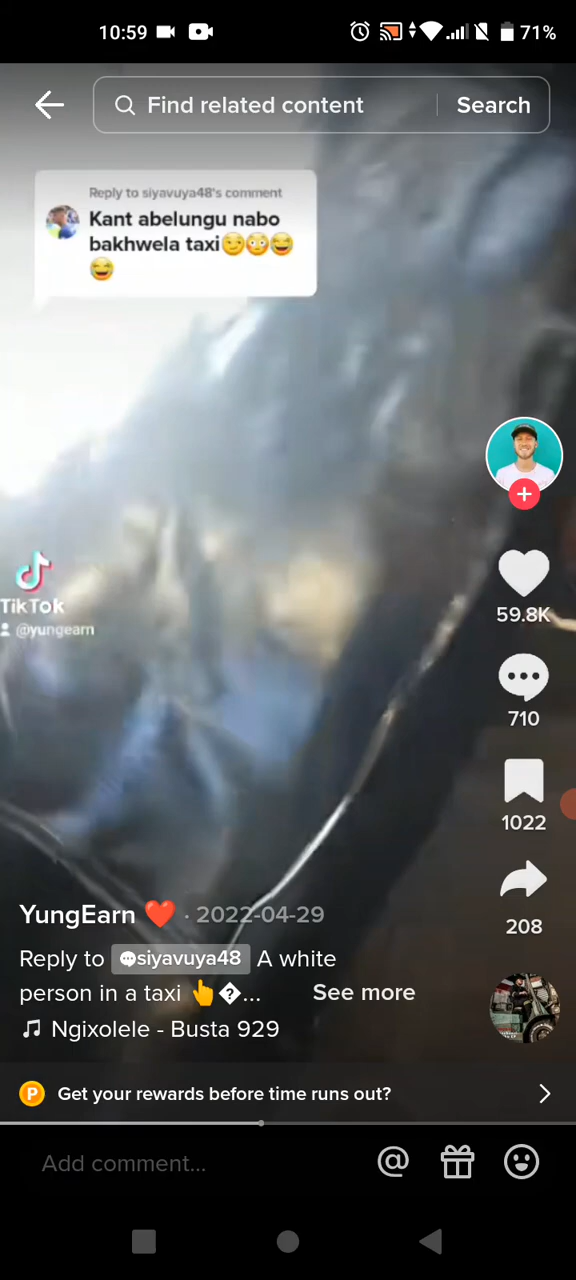 10:59
71%
Find related content
Search
Reply to siyavuya48's comment
Kant abelungu nabo
bakhwela taxi😏😳😂
😂
TikTok
@yungearn
59.8K
710
1022
208
YungEarn ❤️ · 2022-04-29
Reply to siyavuya48 A white
person in a taxi 👆�... See more
Ngixolele - Busta 929
P Get your rewards before time runs out?
Add comment...